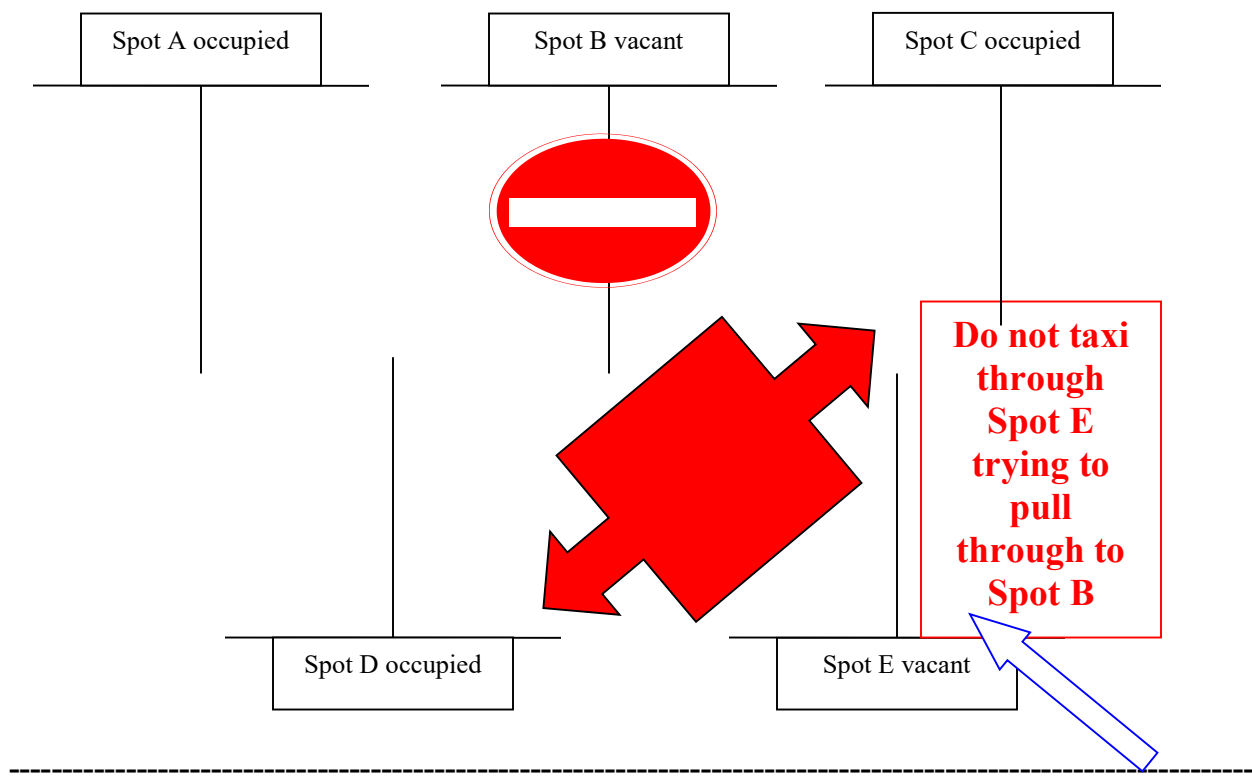 Spot A occupied
Spot B vacant
Spot C occupied
Do not taxi
through
Spot E
trying to
pull
through to
Spot B
Spot D occupied
Spot E vacant